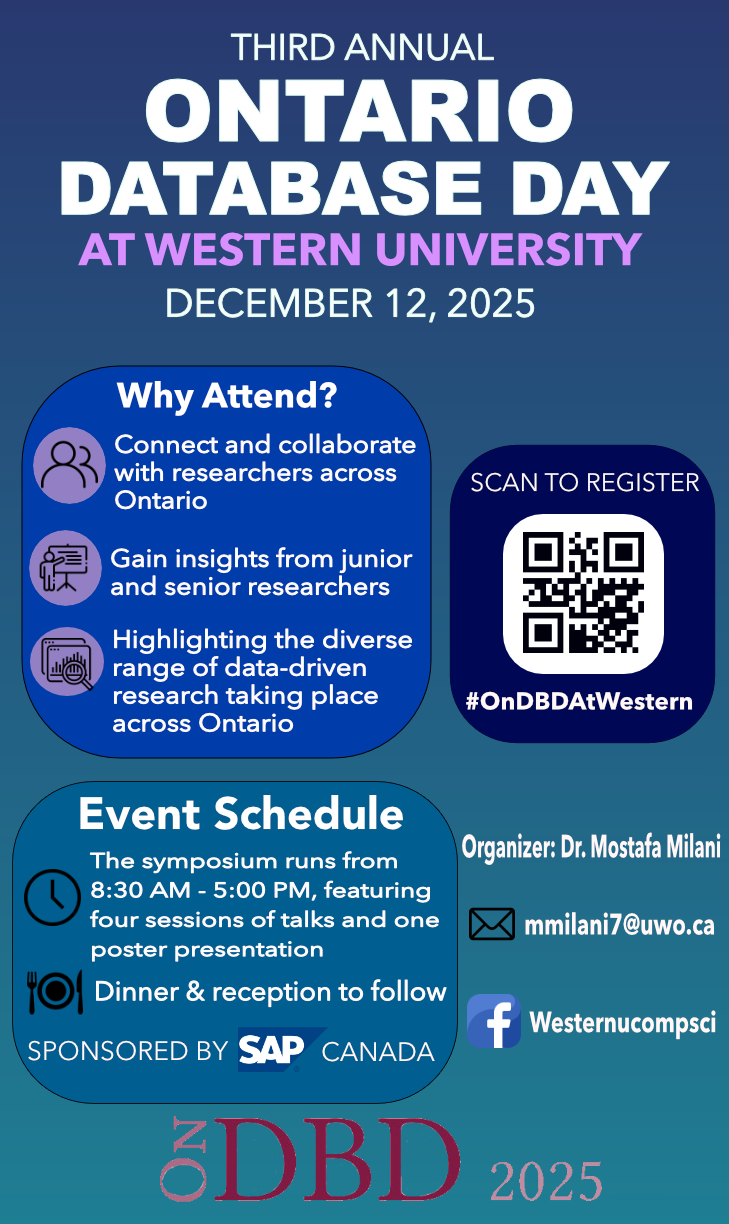 THIRD ANNUAL
ONTARIO
DATABASE DAY
AT WESTERN UNIVERSITY
DECEMBER 12, 2025
Why Attend?
Connect and collaborate
with researchers across
Ontario
Gain insights from junior
and senior researchers
Highlighting the diverse
range of data-driven
research taking place
across Ontario
SCAN TO REGISTER
#OnDBDAtWestern
Event Schedule
The symposium runs from
8:30 AM - 5:00 PM, featuring
four sessions of talks and one
poster presentation
Dinner & reception to follow
SPONSORED BY SAP CANADA
Organizer: Dr. Mostafa Milani
mmilani7@uwo.ca
Westernucompsci
ON DBD 2025